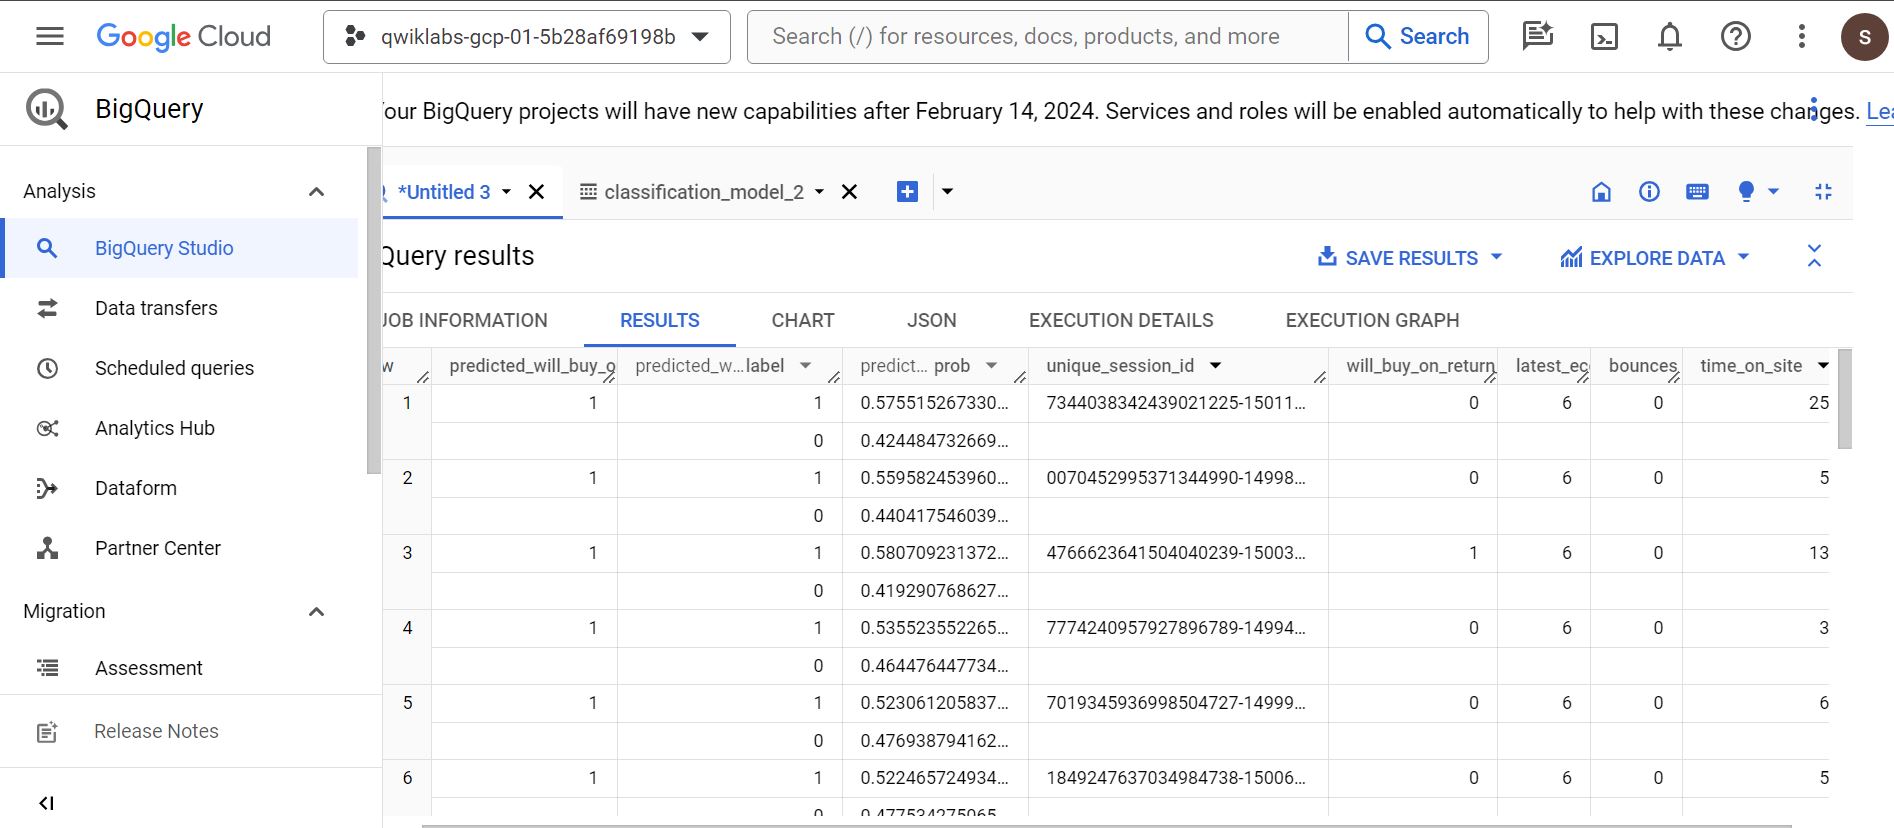 Google Cloud
qwiklabs-gcp-01-5b28af69198b
Search (/) for resources, docs, products, and more
Search
S
BigQuery
our BigQuery projects will have new capabilities after February 14, 2024. Services and roles will be enabled automatically to help with these changes. Lea
Analysis
BigQuery Studio
Data transfers
Scheduled queries
Analytics Hub
Dataform
Partner Center
Migration
Assessment
Release Notes
*Untitled 3
classification_model_2
Query results
SAVE RESULTS
EXPLORE DATA
JOB INFORMATION
RESULTS
CHART
JSON
EXECUTION DETAILS
EXECUTION GRAPH
w predicted_will_buy_o predicted_w...label predict... prob unique_session_id will_buy_on_return latest_ec bounces time_on_site
1 1 1 0.575515267330... 7344038342439021225-15011... 0 6 0 25
0 0.424484732669...
2 1 1 0.559582453960... 0070452995371344990-14998... 0 6 0 5
0 0.440417546039...
3 1 1 0.580709231372... 4766623641504040239-15003... 1 6 0 13
0 0.419290768627...
4 1 1 0.535523552265... 7774240957927896789-14994... 0 6 0 3
0 0.464476447734...
5 1 1 0.523061205837... 7019345936998504727-14999... 0 6 0 6
0 0.476938794162...
6 1 1 0.522465724934... 1849247637034984738-15006... 0 6 0 5
0 0.477534275065...